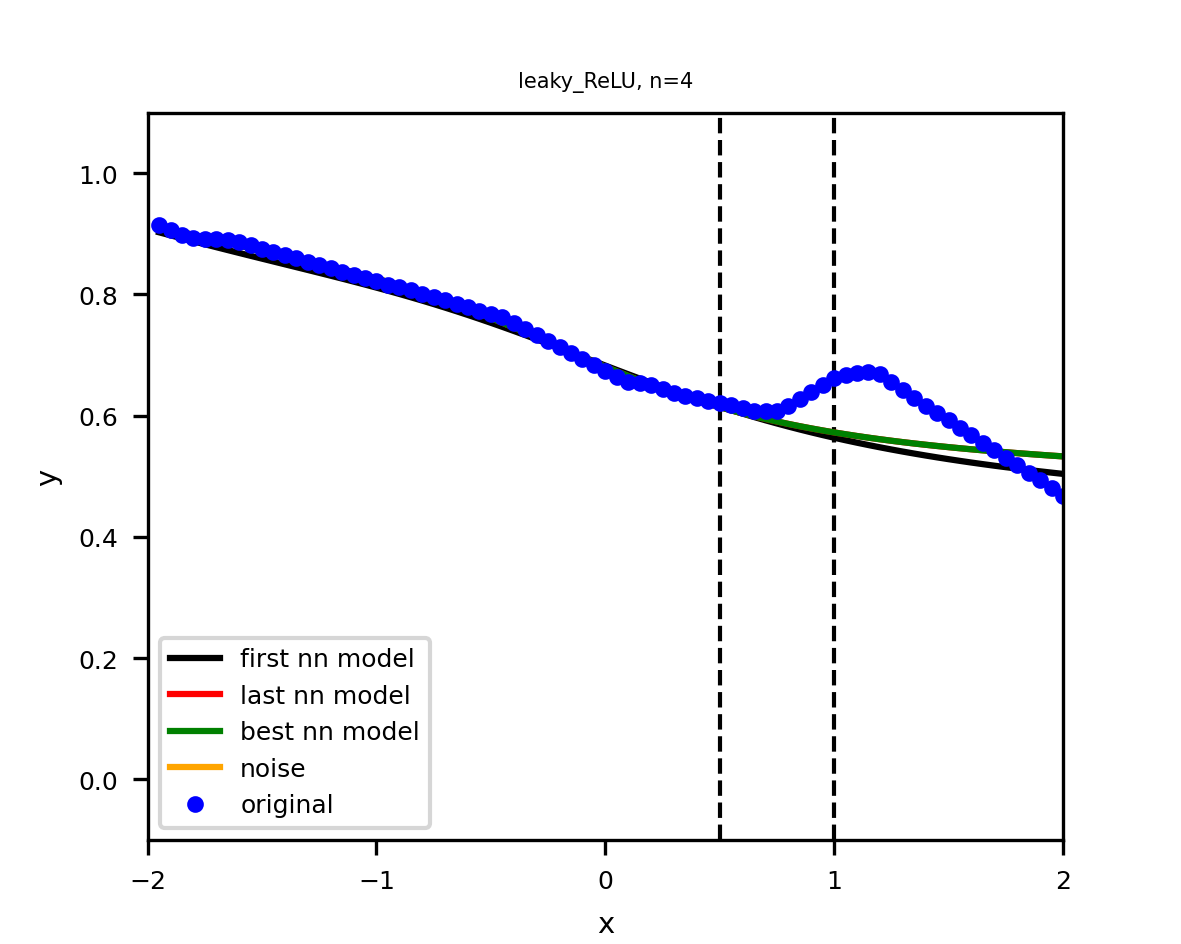 leaky_ReLU, n=4
1.0
0.8
0.6
0.4
0.2
0.0
y
first nn model
last nn model
best nn model
noise
original
−2
−1
0
1
2
x